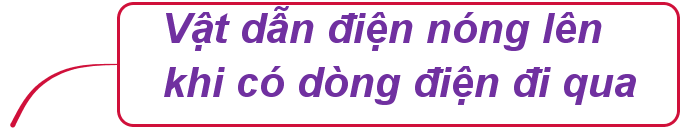 Vật dẫn điện nóng lên
khi có dòng điện đi qua